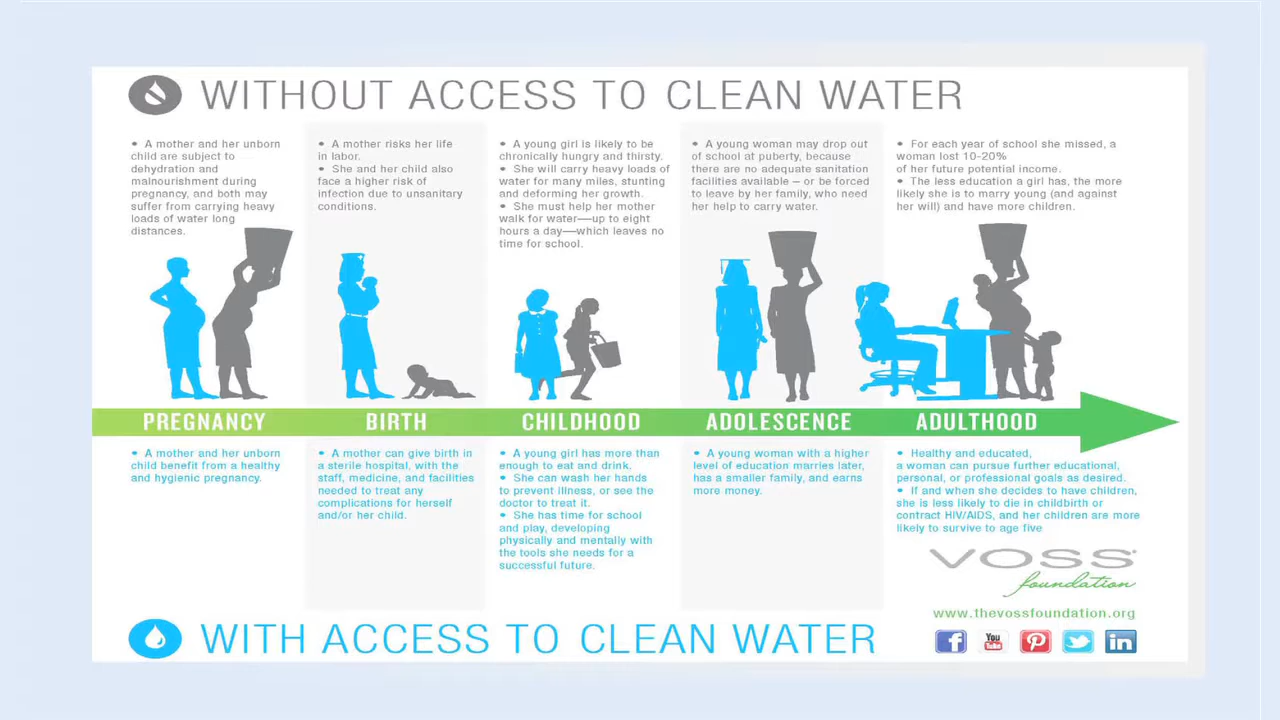 WITHOUT ACCESS TO CLEAN WATER
• A mother and her unborn
child are subject to
dehydration and
malnourishment during
pregnancy, and both may
suffer from carrying heavy
loads of water long
distances.
• A mother risks her life
in labor.
• She and her child also
face a higher risk of
infection due to unsanitary
conditions.
• A young girl is likely to be
chronically hungry and thirsty.
• She will carry heavy loads of
water for many miles, stunting
and deforming her growth.
• She must help her mother
walk for water—up to eight
hours a day—which leaves no
time for school.
• A young woman may drop out
of school at puberty, because
there are no adequate sanitation
facilities available – or be forced
to leave by her family, who need
her help to carry water.
• For each year of school she missed, a
woman lost 10-20%
of her future potential income.
• The less education a girl has, the more
likely she is to marry young (and against
her will) and have more children.
PREGNANCY
BIRTH
CHILDHOOD
ADOLESCENCE
ADULTHOOD
• A mother and her unborn
child benefit from a healthy
and hygienic pregnancy.
• A mother can give birth in
a sterile hospital, with the
staff, medicine, and facilities
needed to treat any
complications for herself
and/or her child.
• A young girl has more than
enough to eat and drink.
• She can wash her hands
to prevent illness, or see the
doctor to treat it.
• She has time for school
and play, developing
physically and mentally with
the tools she needs for a
successful future.
• A young woman with a higher
level of education marries later,
has a smaller family, and earns
more money.
• Healthy and educated,
a woman can pursue further educational,
personal, or professional goals as desired.
• If and when she decides to have children,
she is less likely to die in childbirth or
contract HIV/AIDS, and her children are more
likely to survive to age five
VOSS
foundation
www.thevossfoundation.org
f You Tube in
WITH ACCESS TO CLEAN WATER